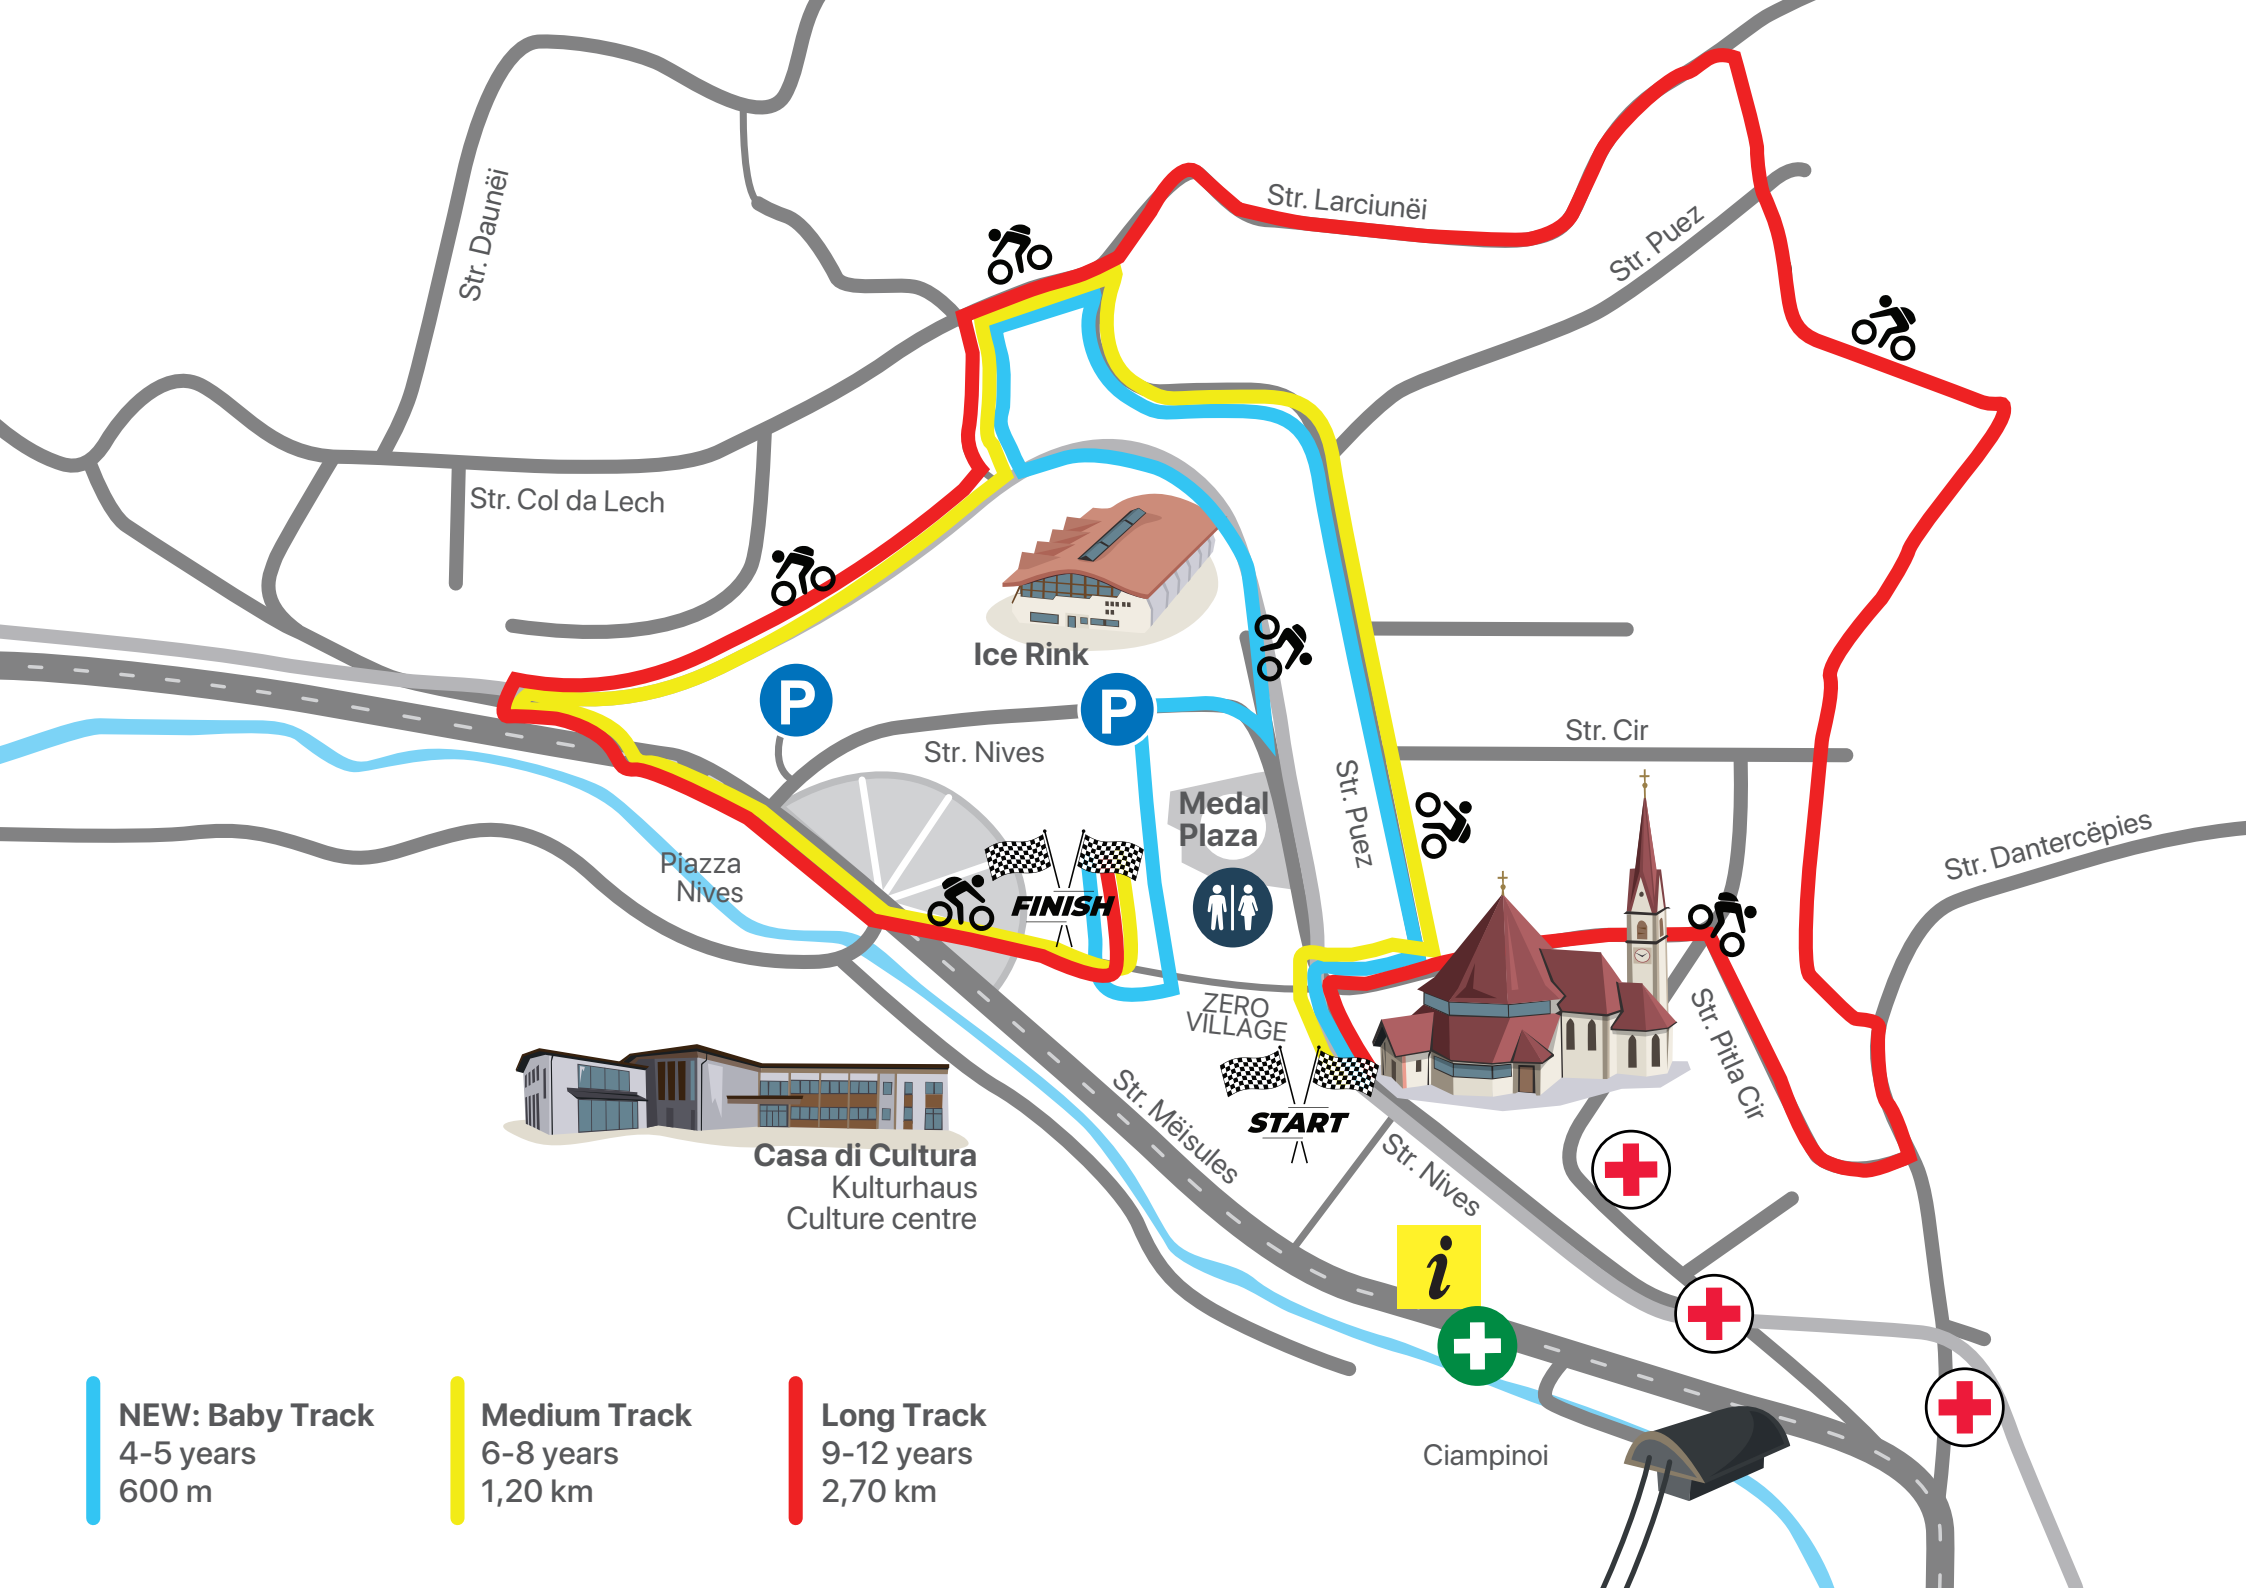 Str. Daunëi
Str. Larciunëi
Str. Puez
Str. Col da Lech
Ice Rink
P
P
Str. Nives
Str. Cir
Str. Puez
Medal
Plaza
Str. Dantercëpies
Piazza
Nives
FINISH
ZERO
VILLAGE
Str. Pitla Cir
START
Str. Mëisules
Str. Nives
Casa di Cultura
Kulturhaus
Culture centre
i
Ciampinoi
NEW: Baby Track
4-5 years
600 m
Medium Track
6-8 years
1,20 km
Long Track
9-12 years
2,70 km